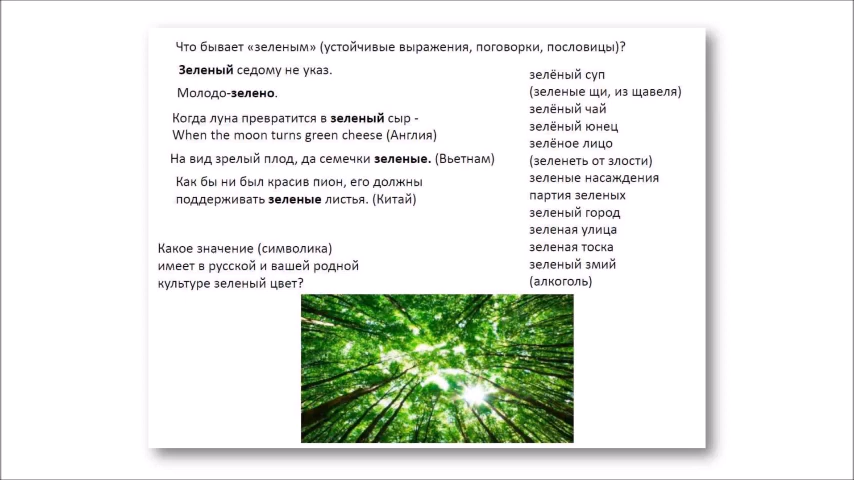 Что бывает «зеленым» (устойчивые выражения, поговорки, пословицы)?
Зеленый седому не указ.
Молодо-зелено.
Когда луна превратится в зеленый сыр -
When the moon turns green cheese (Англия)
На вид зрелый плод, да семечки зеленые. (Вьетнам)
Как бы ни был красив пион, его должны
поддерживать зеленые листья. (Китай)
Какое значение (символика)
имеет в русской и вашей родной
культуре зеленый цвет?
зелёный суп
(зеленые щи, из щавеля)
зелёный чай
зелёный юнец
зелёное лицо
(зеленеть от злости)
зеленые насаждения
партия зеленых
зеленый город
зеленая улица
зеленая тоска
зеленый змий
(алкоголь)